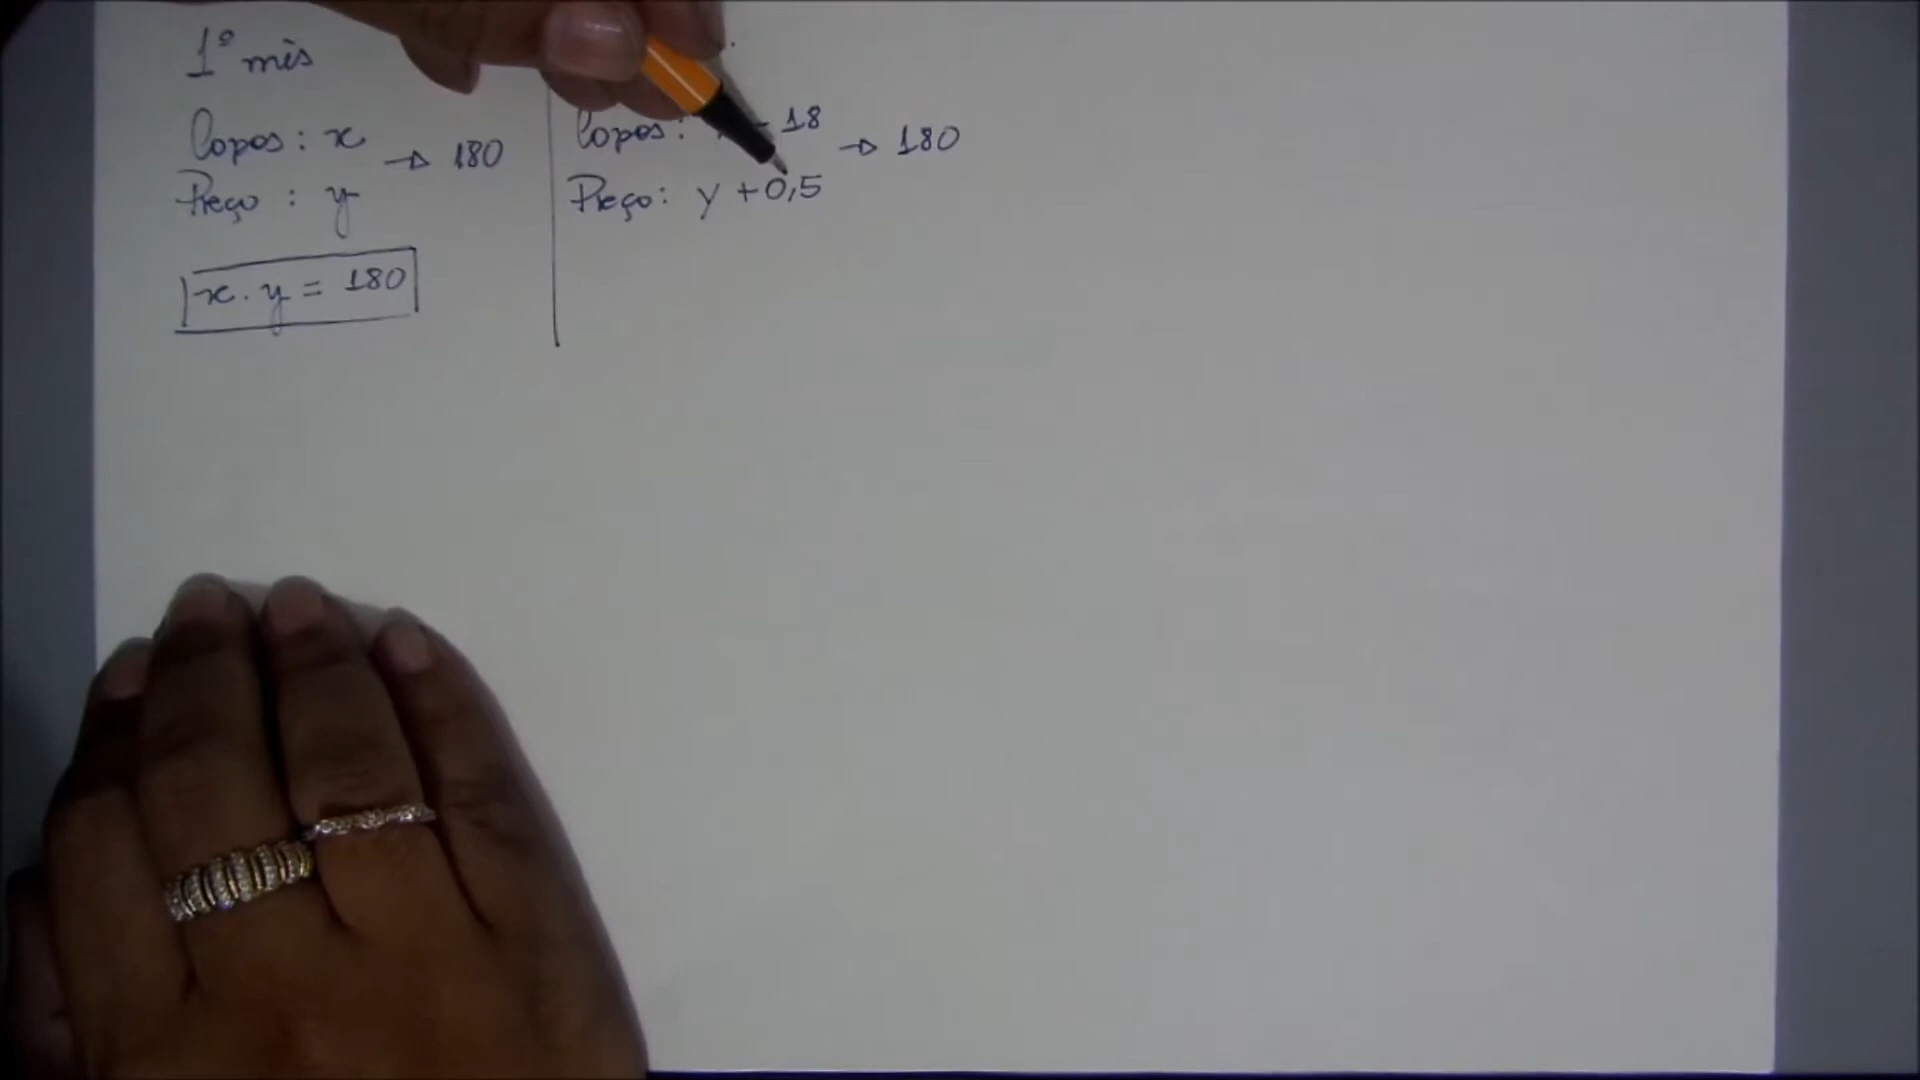 1º mês
Copos: x
→ 180
Preço: y
x . y = 180
Copos: - 18
→ 180
Preço: y + 0,5